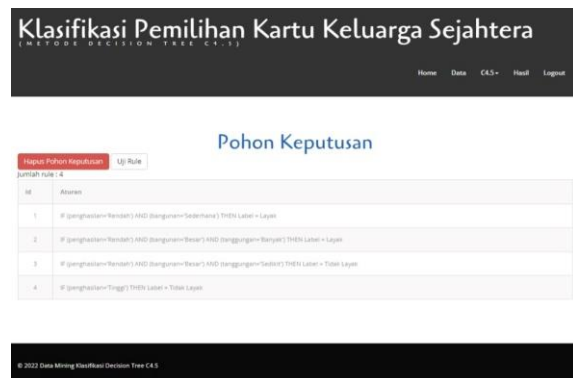 Klasifikasi Pemilihan Kartu Keluarga Sejahtera
(METODE DECISION TREE C4.5)
Home Data C4.5 Hasil Logout
Pohon Keputusan
Hapus Pohon Keputusan Uji Rule
Jumlah rule : 4
Id Aturan
1 IF (penghasilan='Rendah') AND (bangunan='Sederhana') THEN Label = Layak
2 IF (penghasilan='Rendah') AND (bangunan='Besar') AND (tanggungan='Banyak') THEN Label = Layak
3 IF (penghasilan='Rendah') AND (bangunan='Besar') AND (tanggungan='Sedikit') THEN Label = Tidak Layak
4 IF (penghasilan='Tinggi') THEN Label = Tidak Layak
© 2022 Data Mining Klasifikasi Decision Tree C4.5